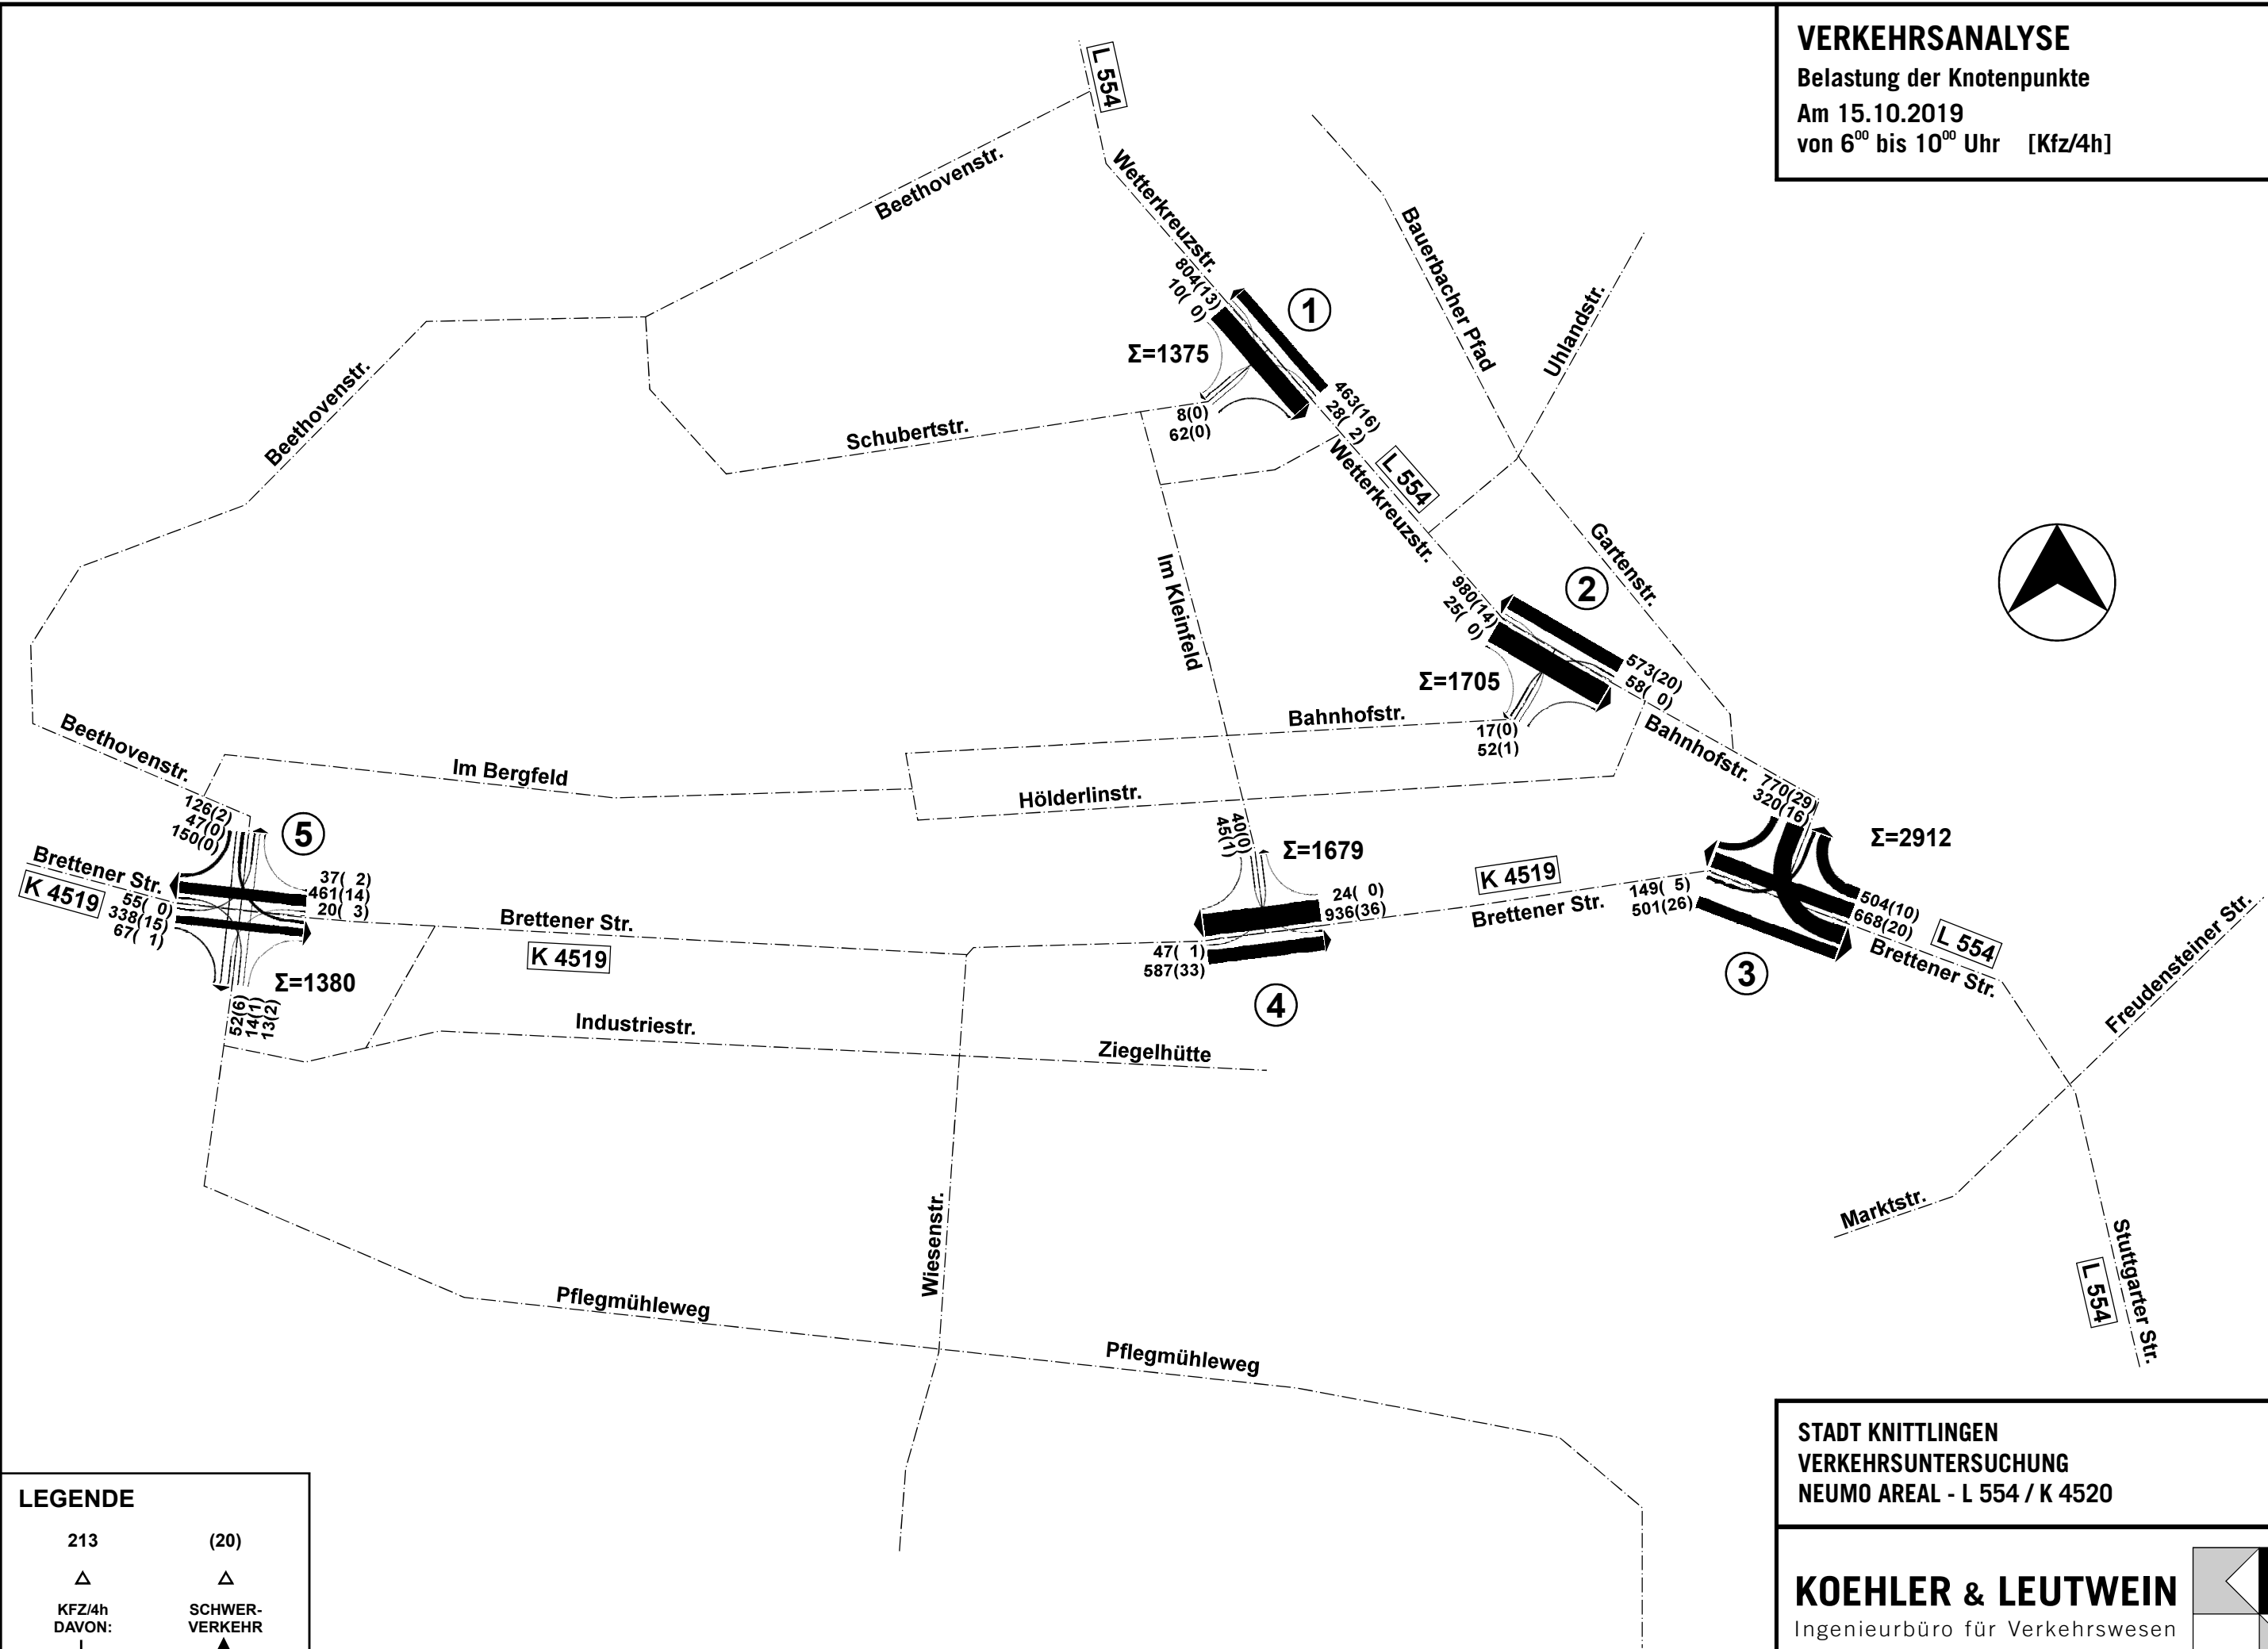 VERKEHRSANALYSE
Belastung der Knotenpunkte
Am 15.10.2019
von 6⁰⁰ bis 10⁰⁰ Uhr [Kfz/4h]
L 554
Beethovenstr.
Wetterkreuzstr.
Bauerbacher Pfad
Uhlandstr.
804(13)
10( 0)
1
Σ=1375
463(16)
28( 2)
8(0)
62(0)
Schubertstr.
Beethovenstr.
Wetterkreuzstr.
L 554
Gartenstr.
Im Kleinfeld
980(14)
25( 0)
2
573(20)
58( 0)
Σ=1705
17(0)
52(1)
Bahnhofstr.
Bahnhofstr.
Beethovenstr.
Im Bergfeld
Hölderlinstr.
770(29)
320(16)
126(2)
47(0)
150(0)
5
40(0)
45(1)
Σ=1679
Σ=2912
Brettener Str.
K 4519
55( 0)
338(15)
67( 1)
37( 2)
461(14)
20( 3)
Brettener Str.
K 4519
24( 0)
936(36)
K 4519
Brettener Str.
149( 5)
501(26)
504(10)
668(20)
L 554
Brettener Str.
Freudensteiner Str.
47( 1)
587(33)
4
3
Σ=1380
52(6)
14(1)
13(2)
Industriestr.
Ziegelhütte
Wiesenstr.
Marktstr.
Stuttgarter Str.
L 554
Pflegmühleweg
Pflegmühleweg
STADT KNITTLINGEN
VERKEHRSUNTERSUCHUNG
NEUMO AREAL - L 554 / K 4520
LEGENDE
213 (20)
KFZ/4h SCHWER-
DAVON: VERKEHR
KOEHLER & LEUTWEIN
Ingenieurbüro für Verkehrswesen